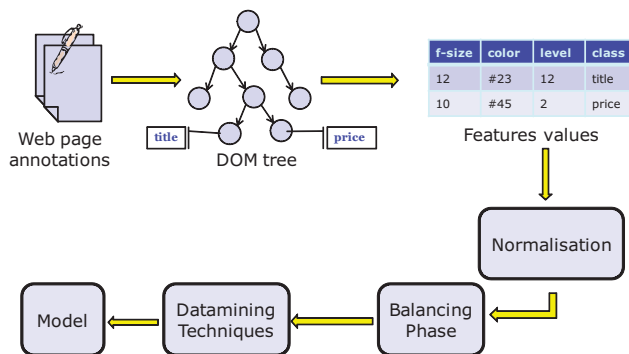 f-size color level class
12 #23 12 title
10 #45 2 price
Web page
annotations
title
price
DOM tree
Features values
Normalisation
Model
Datamining
Techniques
Balancing
Phase